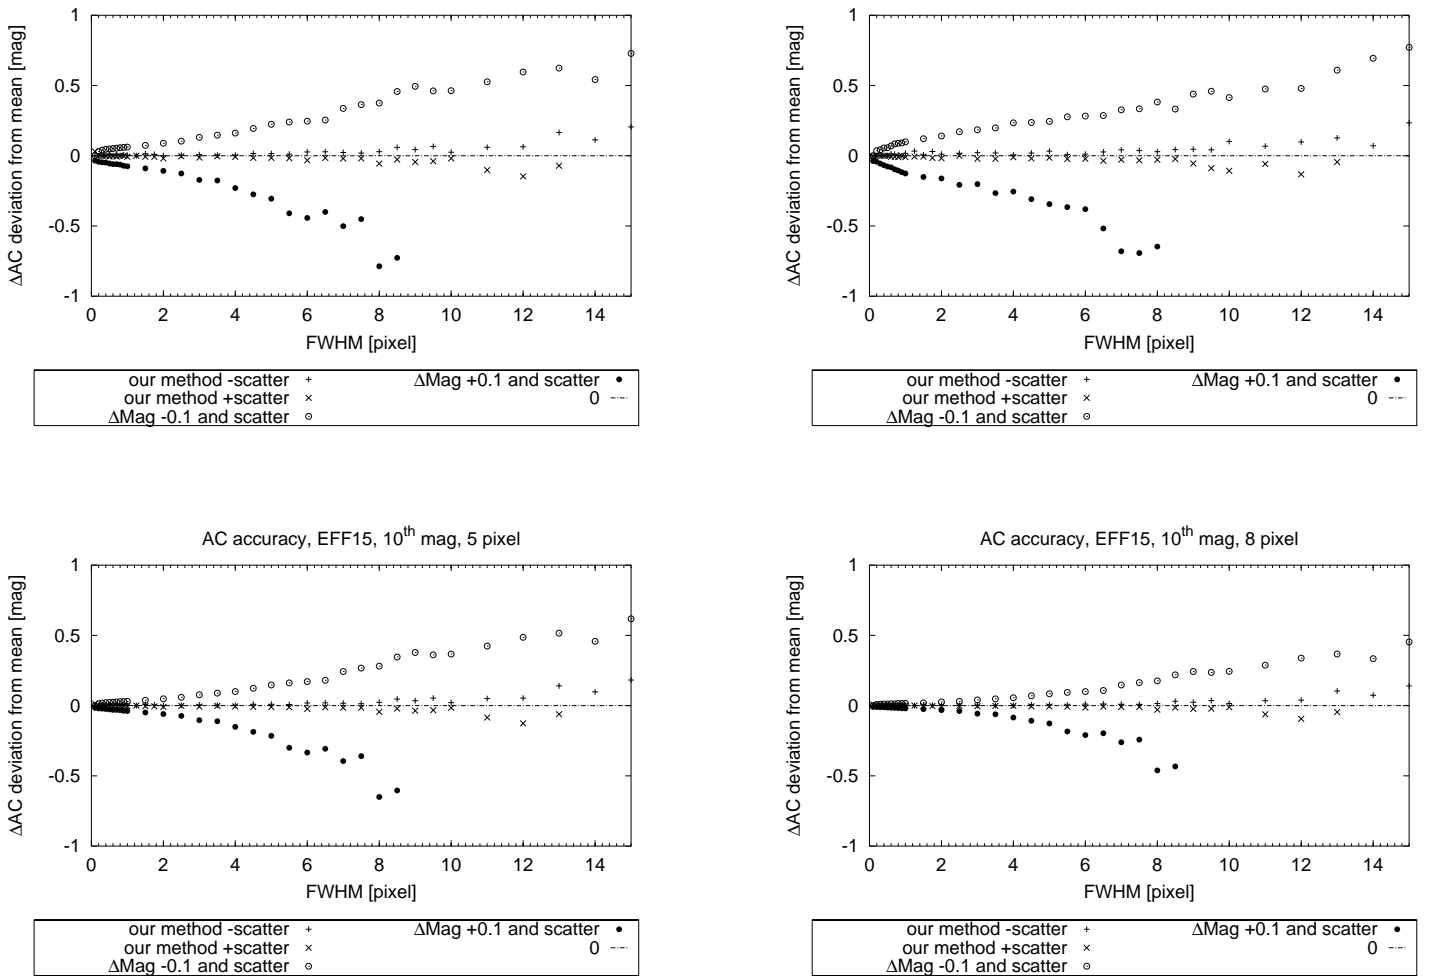 1
0.5
0
-0.5
-1
ΔAC deviation from mean [mag]
0 2 4 6 8 10 12 14
FWHM [pixel]
our method -scatter
our method +scatter
ΔMag -0.1 and scatter
ΔMag +0.1 and scatter
0
1
0.5
0
-0.5
-1
ΔAC deviation from mean [mag]
0 2 4 6 8 10 12 14
FWHM [pixel]
our method -scatter
our method +scatter
ΔMag -0.1 and scatter
ΔMag +0.1 and scatter
0
AC accuracy, EFF15, 10th mag, 5 pixel
1
0.5
0
-0.5
-1
ΔAC deviation from mean [mag]
0 2 4 6 8 10 12 14
FWHM [pixel]
our method -scatter
our method +scatter
ΔMag -0.1 and scatter
ΔMag +0.1 and scatter
0
AC accuracy, EFF15, 10th mag, 8 pixel
1
0.5
0
-0.5
-1
ΔAC deviation from mean [mag]
0 2 4 6 8 10 12 14
FWHM [pixel]
our method -scatter
our method +scatter
ΔMag -0.1 and scatter
ΔMag +0.1 and scatter
0